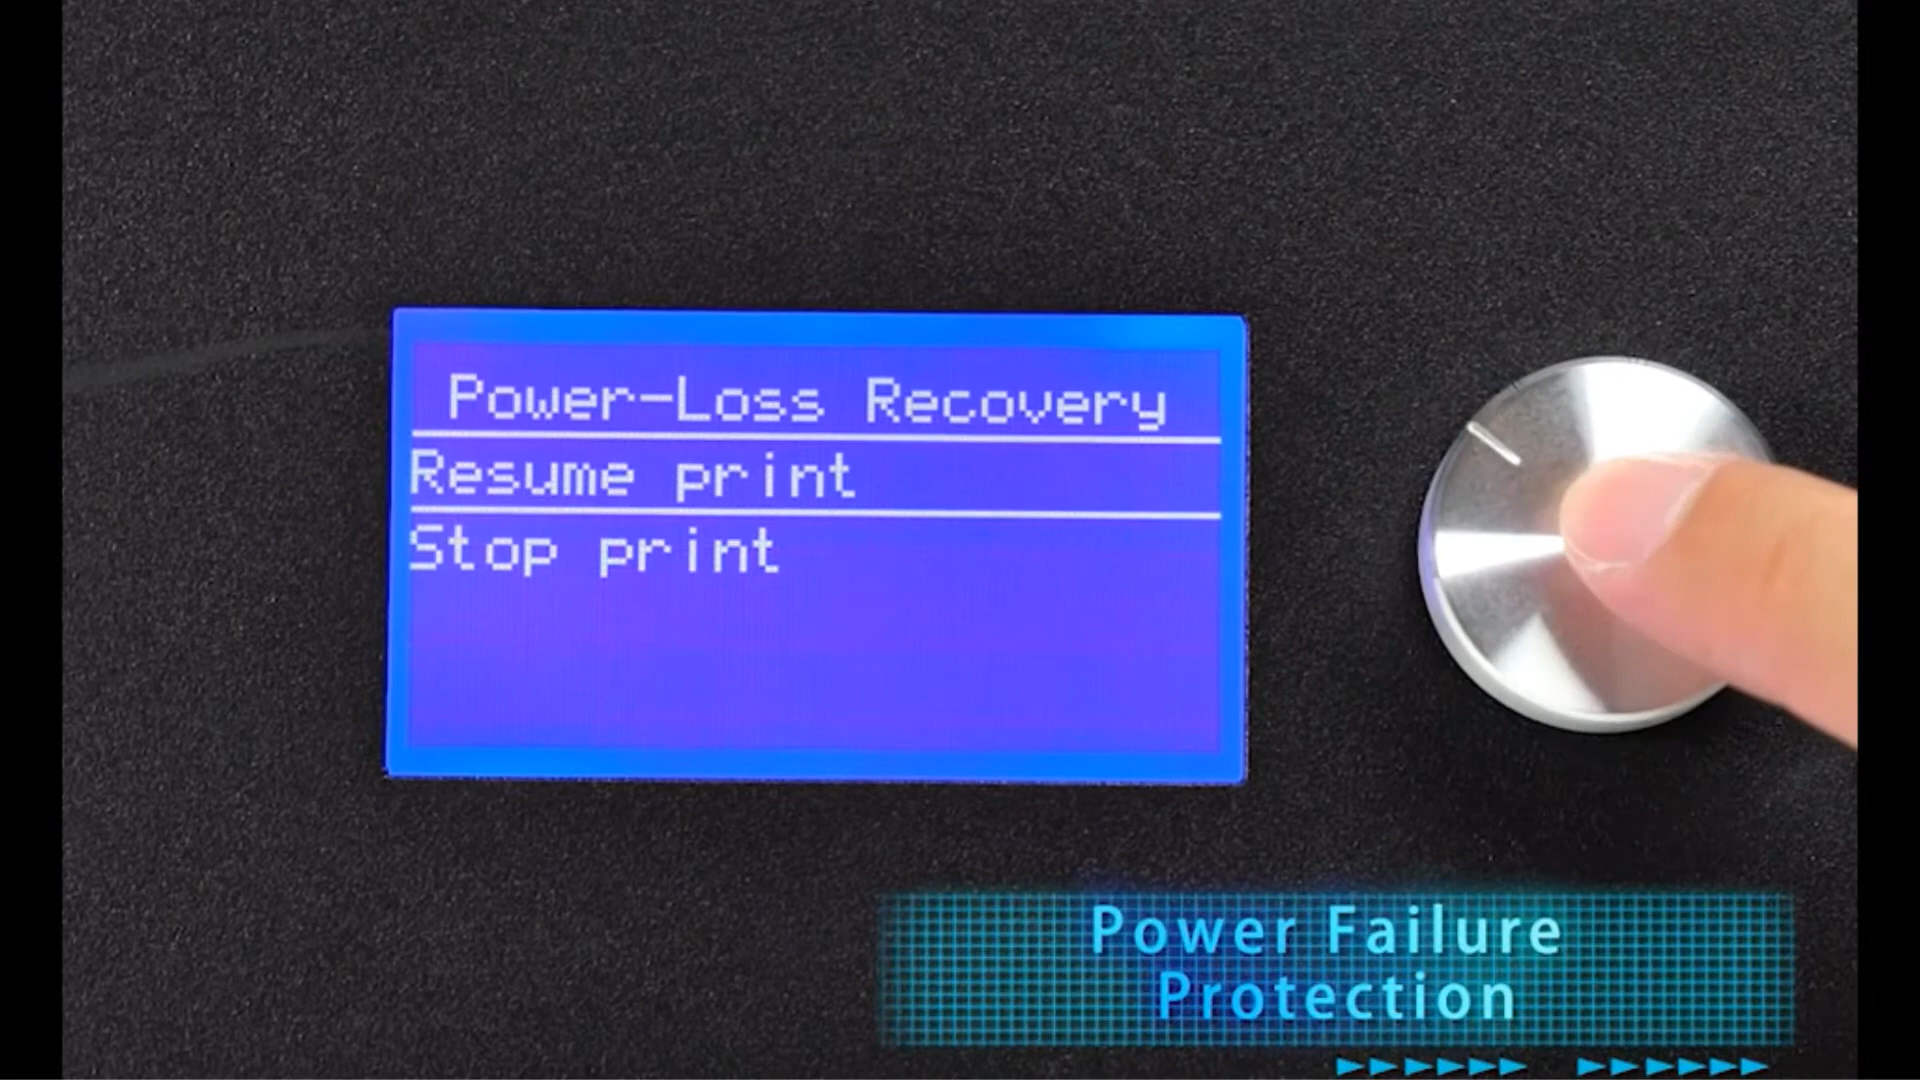 Power-Loss Recovery
Resume print
Stop print
Power Failure
Protection